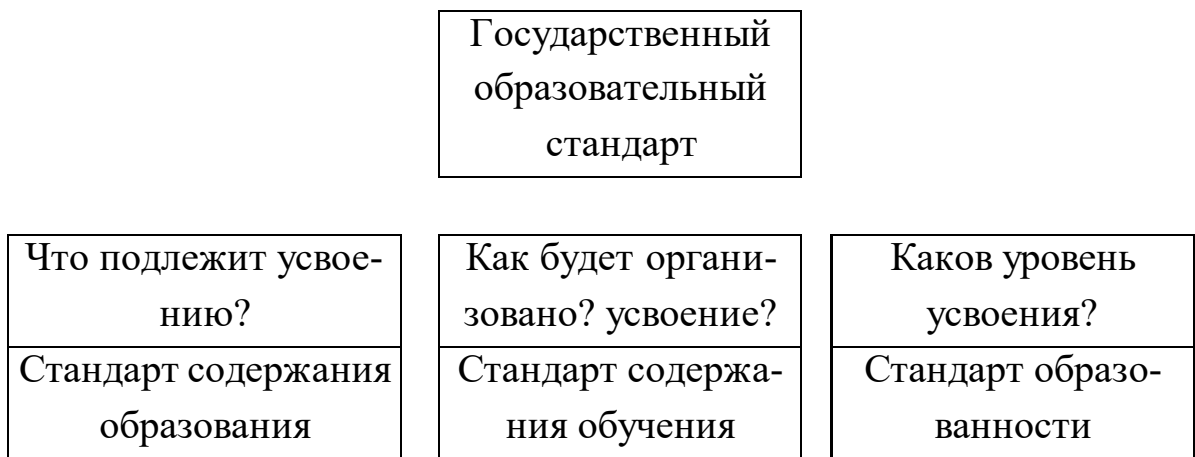 Государственный
образовательный
стандарт
Что подлежит усвое-
нию?
Стандарт содержания
образования
Как будет органи-
зовано? усвоение?
Стандарт содержа-
ния обучения
Каков уровень
усвоения?
Стандарт образо-
ванности